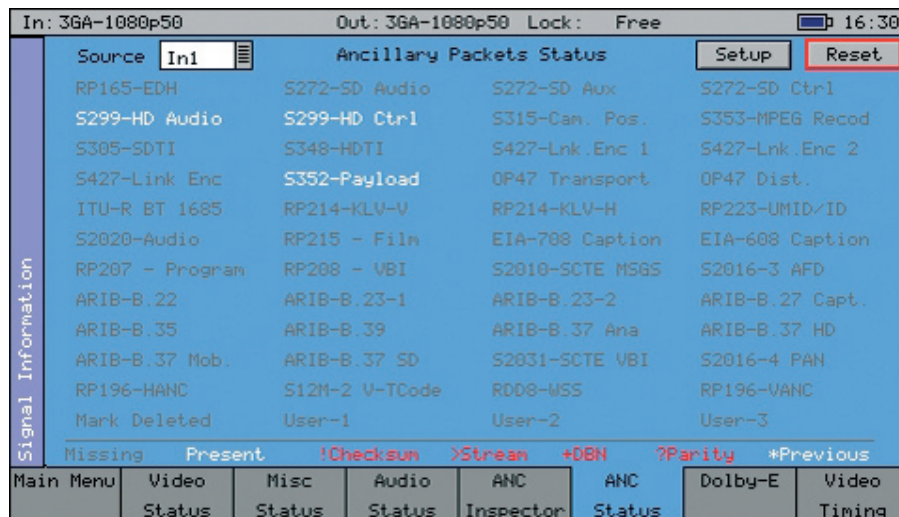 In: 3GA-1080p50 Out: 3GA-1080p50 Lock: Free 16:30
Source In1 Ancillary Packets Status Setup Reset
RP165-EDH S272-SD Audio S272-SD Aux S272-SD Ctrl
S299-HD Audio S299-HD Ctrl S315-Cam. Pos. S353-MPEG Recod
S305-SDTI S348-HDTI S427-Lnk.Enc 1 S427-Lnk.Enc 2
S427-Link Enc S352-Payload OP47 Transport OP47 Dist.
ITU-R BT 1685 RP214-KLV-V RP214-KLV-H RP223-UMID/ID
S2020-Audio RP215 - Film EIA-708 Caption EIA-608 Caption
RP207 - Program RP208 - VBI S2010-SCTE MSGS S2016-3 AFD
ARIB-B.22 ARIB-B.23-1 ARIB-B.23-2 ARIB-B.27 Capt.
ARIB-B.35 ARIB-B.39 ARIB-B.37 Ana ARIB-B.37 HD
ARIB-B.37 Mob. ARIB-B.37 SD S2031-SCTE VBI S2016-4 PAN
RP196-HANC S12M-2 V-TCode RDD8-WSS RP196-VANC
Mark Deleted User-1 User-2 User-3
Signal Information
Missing Present !Checksum >Stream +DBN ?Parity *Previous
Main Menu Video Misc Audio ANC ANC Dolby-E Video
Status Status Status Inspector Status Timing